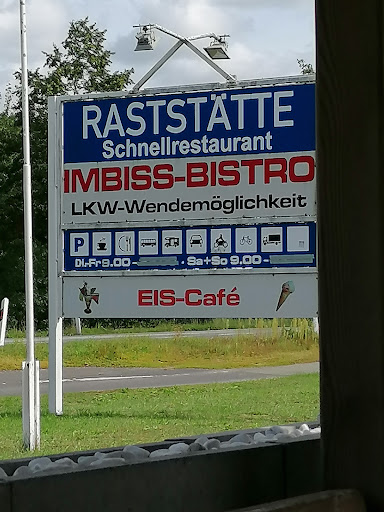 RASTSTÄTTE
Schnellrestaurant
IMBISS-BISTRO
LKW-Wendemöglichkeit
P
Di-Fr 9.00 - Sa+So 9.00 -
EIS-Café